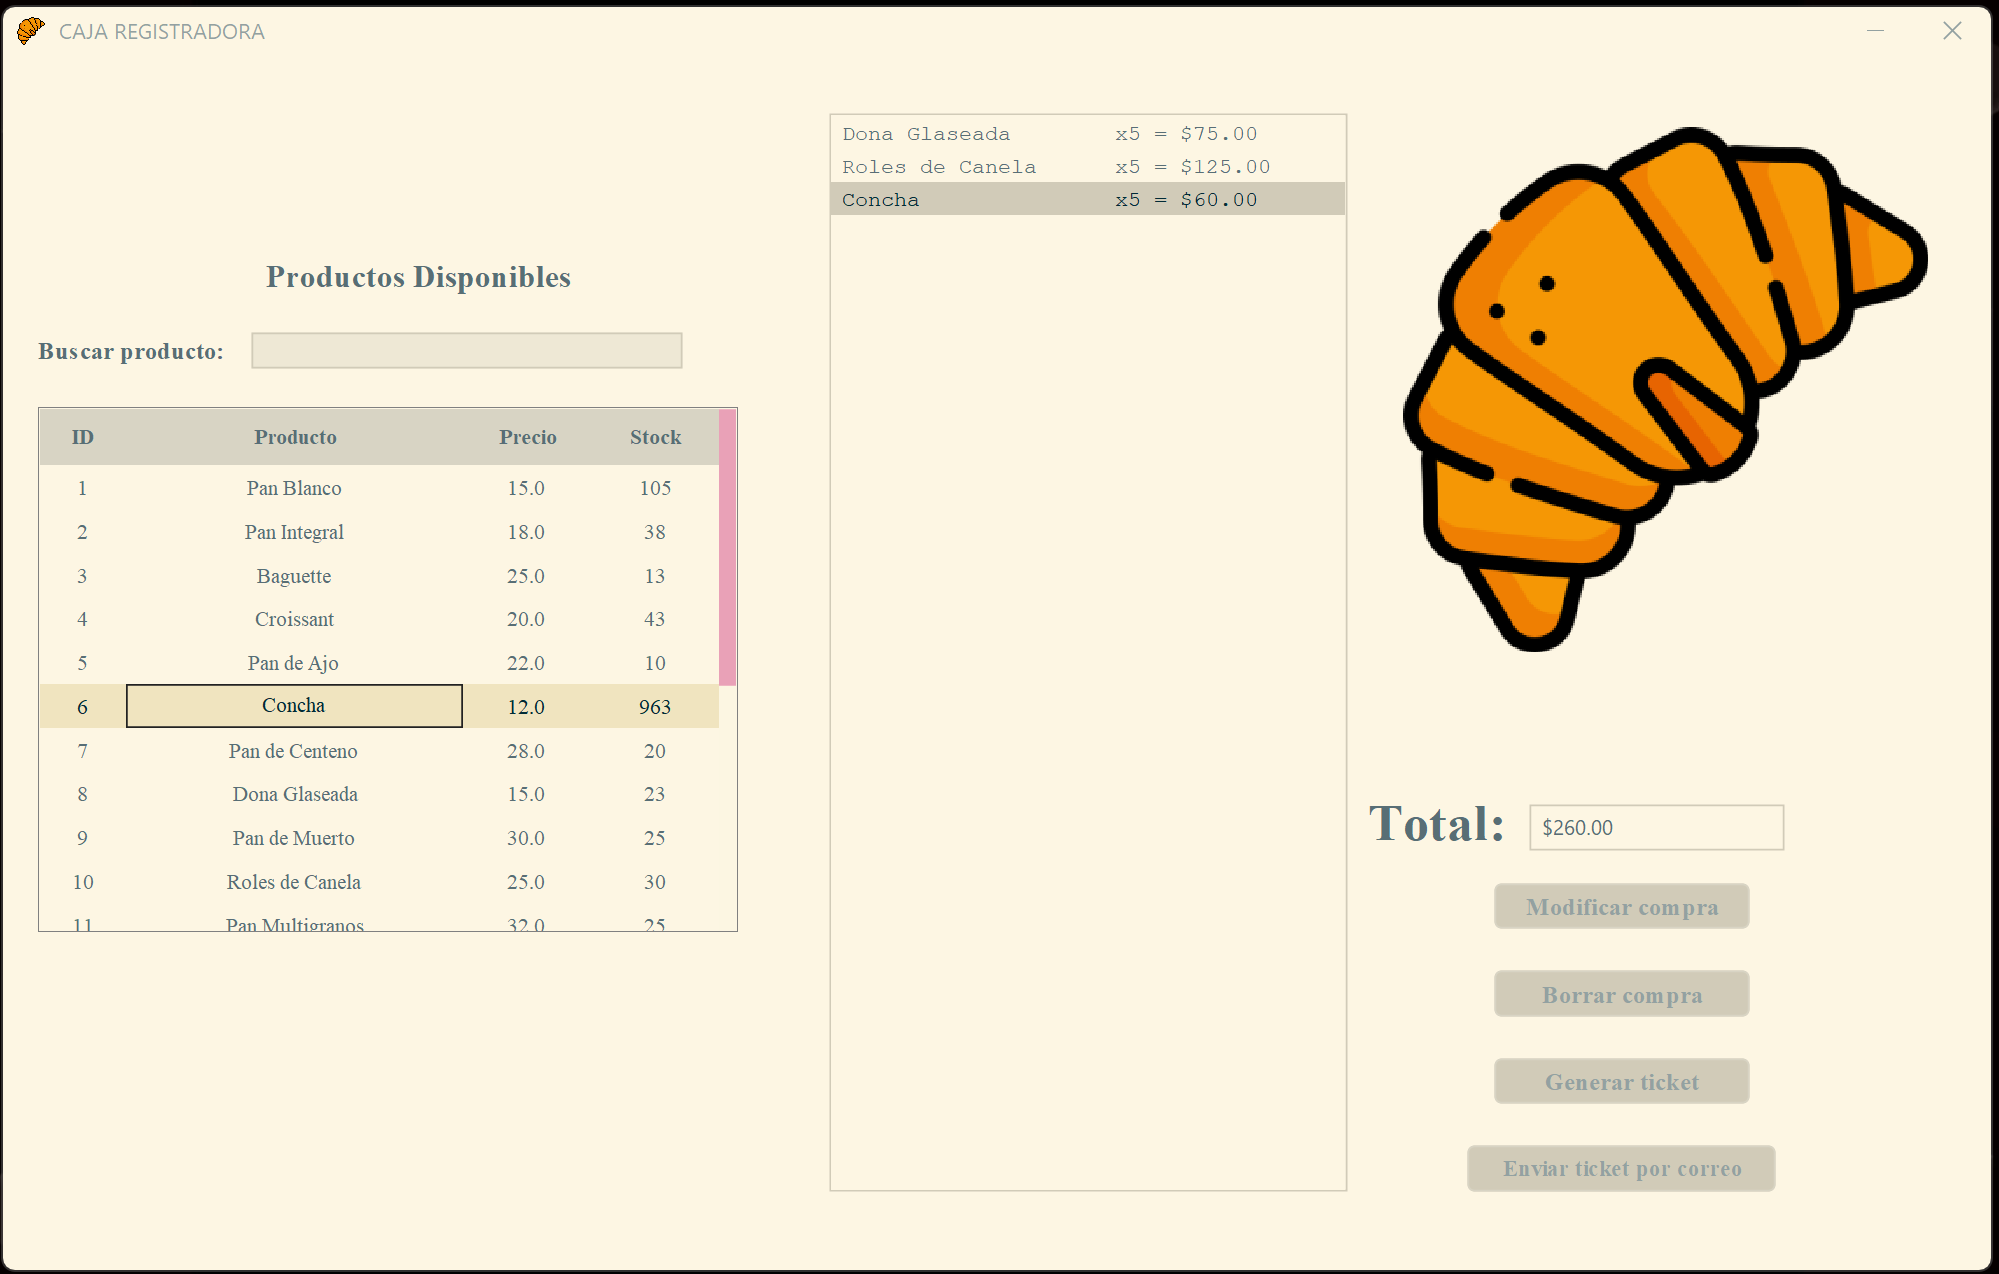 CAJA REGISTRADORA
Productos Disponibles
Buscar producto:
ID Producto Precio Stock
1 Pan Blanco 15.0 105
2 Pan Integral 18.0 38
3 Baguette 25.0 13
4 Croissant 20.0 43
5 Pan de Ajo 22.0 10
6 Concha 12.0 963
7 Pan de Centeno 28.0 20
8 Dona Glaseada 15.0 23
9 Pan de Muerto 30.0 25
10 Roles de Canela 25.0 30
11 Pan Multigranos 32.0 25
Dona Glaseada x5 = $75.00
Roles de Canela x5 = $125.00
Concha x5 = $60.00
Total: $260.00
Modificar compra
Borrar compra
Generar ticket
Enviar ticket por correo